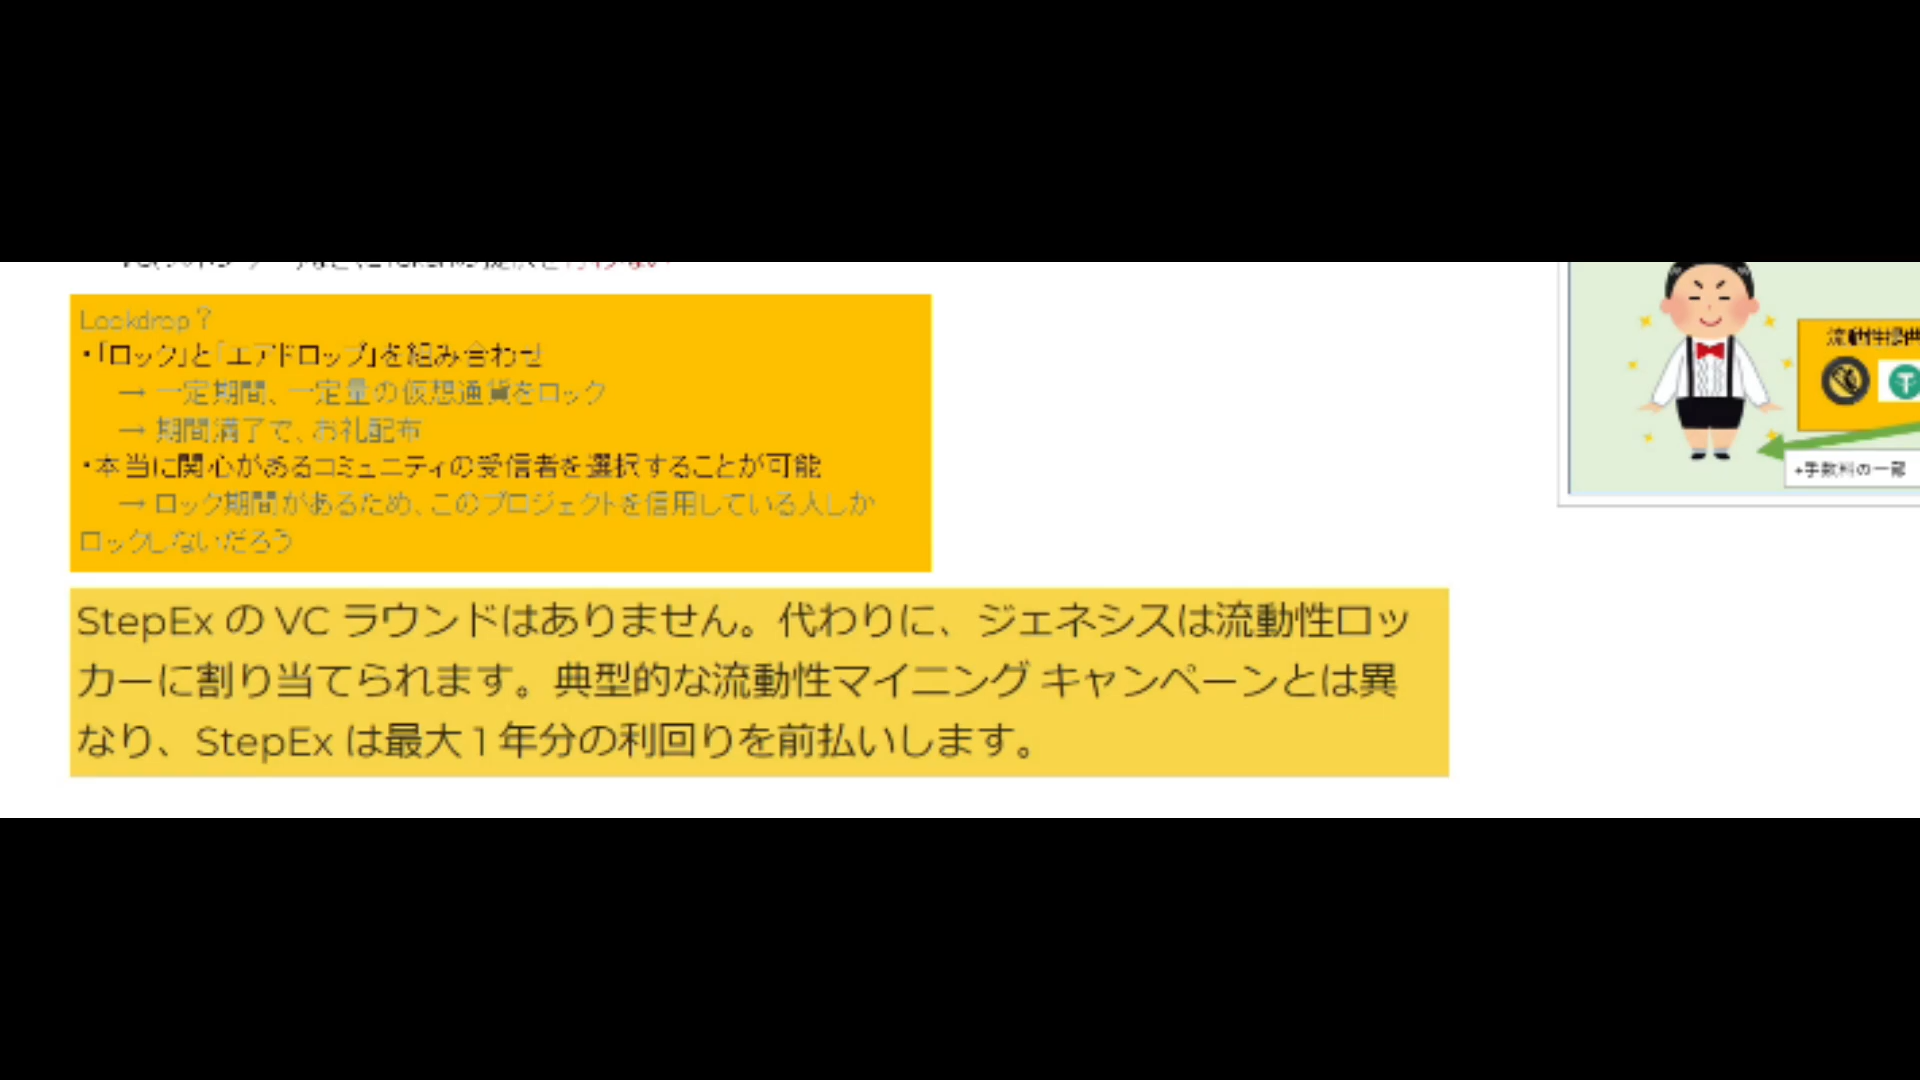 Lockdrop？
・「ロック」と「エアドロップ」を組み合わせ
→ 一定期間、一定量の仮想通貨をロック
→ 期間満了で、お礼配布
・本当に関心があるコミュニティの受信者を選択することが可能
→ ロック期間があるため、このプロジェクトを信用している人しか
ロックしないだろう
StepEx の VC ラウンドはありません。代わりに、ジェネシスは流動性ロッ
カーに割り当てられます。典型的な流動性マイニング キャンペーンとは異
なり、StepEx は最大 1 年分の利回りを前払いします。
流動性提供
+手数料の一部